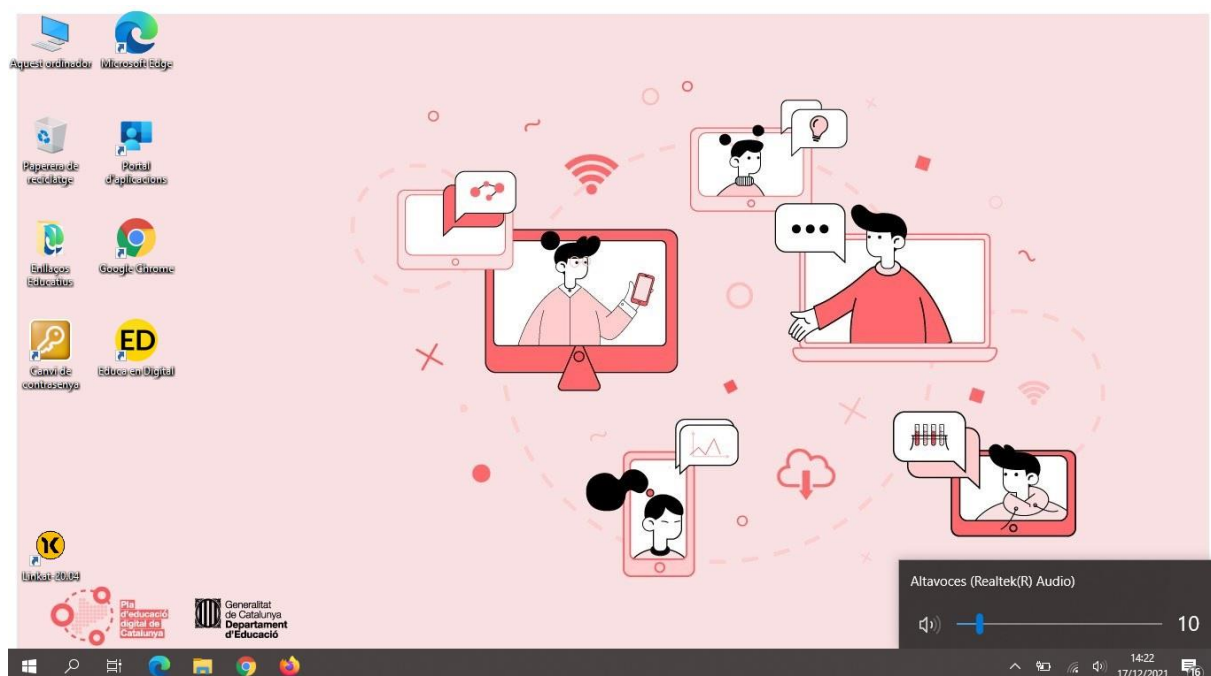 Aquest ordinador
Microsoft Edge
Paperera de
reciclatge
Portal
d'aplicacions
Enllaços
Educatius
Google Chrome
Canvi de
contrasenya
ED
Educa en Digital
Linkat-20.04
Pla
d'educació
digital de
Catalunya
Generalitat
de Catalunya
Departament
d'Educació
Altavoces (Realtek(R) Audio)
10
14:22
17/12/2021
16